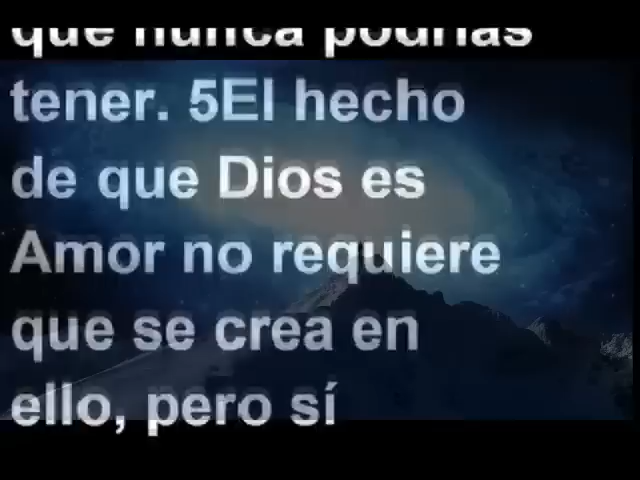 que nunca podrías
tener. 5El hecho
de que Dios es
Amor no requiere
que se crea en
ello, pero sí